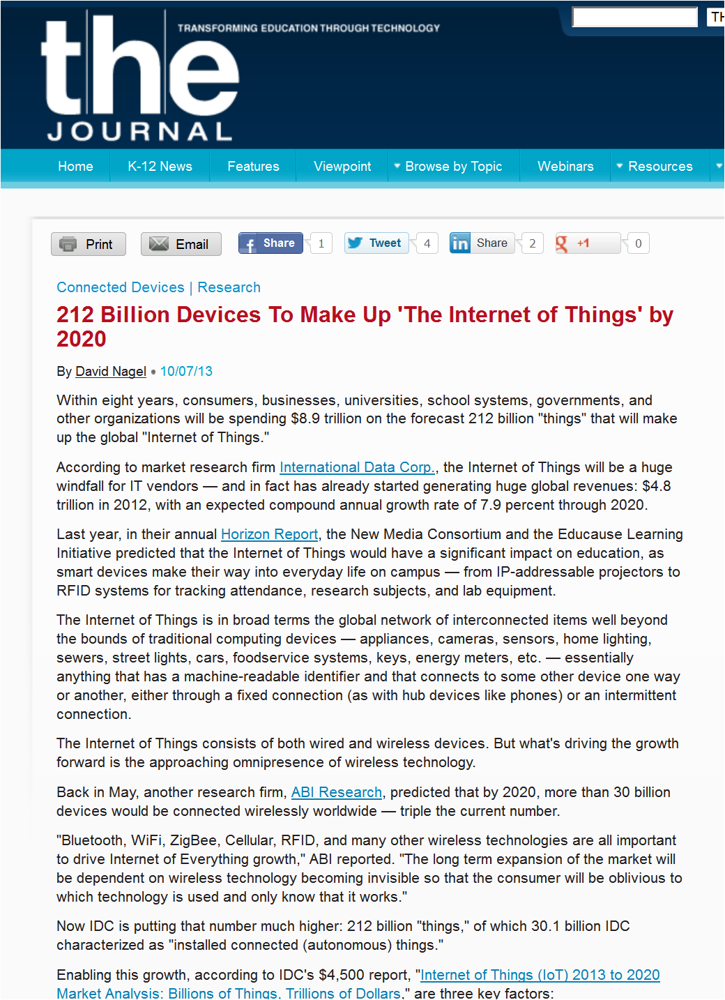 the
TRANSFORMING EDUCATION THROUGH TECHNOLOGY
JOURNAL
TH
Home K-12 News Features Viewpoint Browse by Topic Webinars Resources
Print Email Share 1 Tweet 4 Share 2 +1 0
Connected Devices | Research
212 Billion Devices To Make Up 'The Internet of Things' by
2020
By David Nagel • 10/07/13
Within eight years, consumers, businesses, universities, school systems, governments, and
other organizations will be spending $8.9 trillion on the forecast 212 billion "things" that will make
up the global "Internet of Things."
According to market research firm International Data Corp., the Internet of Things will be a huge
windfall for IT vendors — and in fact has already started generating huge global revenues: $4.8
trillion in 2012, with an expected compound annual growth rate of 7.9 percent through 2020.
Last year, in their annual Horizon Report, the New Media Consortium and the Educause Learning
Initiative predicted that the Internet of Things would have a significant impact on education, as
smart devices make their way into everyday life on campus — from IP-addressable projectors to
RFID systems for tracking attendance, research subjects, and lab equipment.
The Internet of Things is in broad terms the global network of interconnected items well beyond
the bounds of traditional computing devices — appliances, cameras, sensors, home lighting,
sewers, street lights, cars, foodservice systems, keys, energy meters, etc. — essentially
anything that has a machine-readable identifier and that connects to some other device one way
or another, either through a fixed connection (as with hub devices like phones) or an intermittent
connection.
The Internet of Things consists of both wired and wireless devices. But what's driving the growth
forward is the approaching omnipresence of wireless technology.
Back in May, another research firm, ABI Research, predicted that by 2020, more than 30 billion
devices would be connected wirelessly worldwide — triple the current number.
"Bluetooth, WiFi, ZigBee, Cellular, RFID, and many other wireless technologies are all important
to drive Internet of Everything growth," ABI reported. "The long term expansion of the market will
be dependent on wireless technology becoming invisible so that the consumer will be oblivious to
which technology is used and only know that it works."
Now IDC is putting that number much higher: 212 billion "things," of which 30.1 billion IDC
characterized as "installed connected (autonomous) things."
Enabling this growth, according to IDC's $4,500 report, "Internet of Things (IoT) 2013 to 2020
Market Analysis: Billions of Things, Trillions of Dollars," are three key factors: